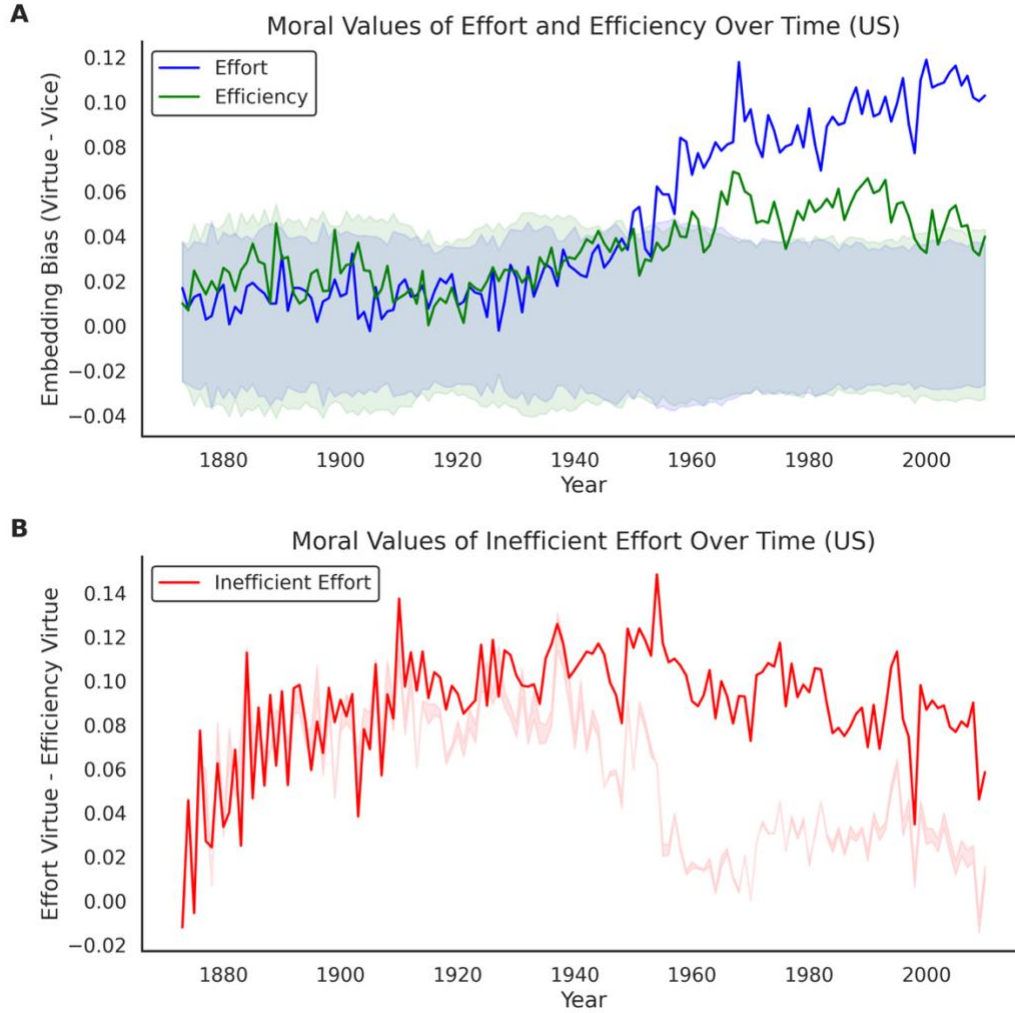 A
Moral Values of Effort and Efficiency Over Time (US)
Effort
Efficiency
Embedding Bias (Virtue - Vice)
0.12
0.10
0.08
0.06
0.04
0.02
0.00
−0.02
−0.04
1880 1900 1920 1940 1960 1980 2000
Year
B
Moral Values of Inefficient Effort Over Time (US)
Inefficient Effort
Effort Virtue - Efficiency Virtue
0.14
0.12
0.10
0.08
0.06
0.04
0.02
0.00
−0.02
1880 1900 1920 1940 1960 1980 2000
Year